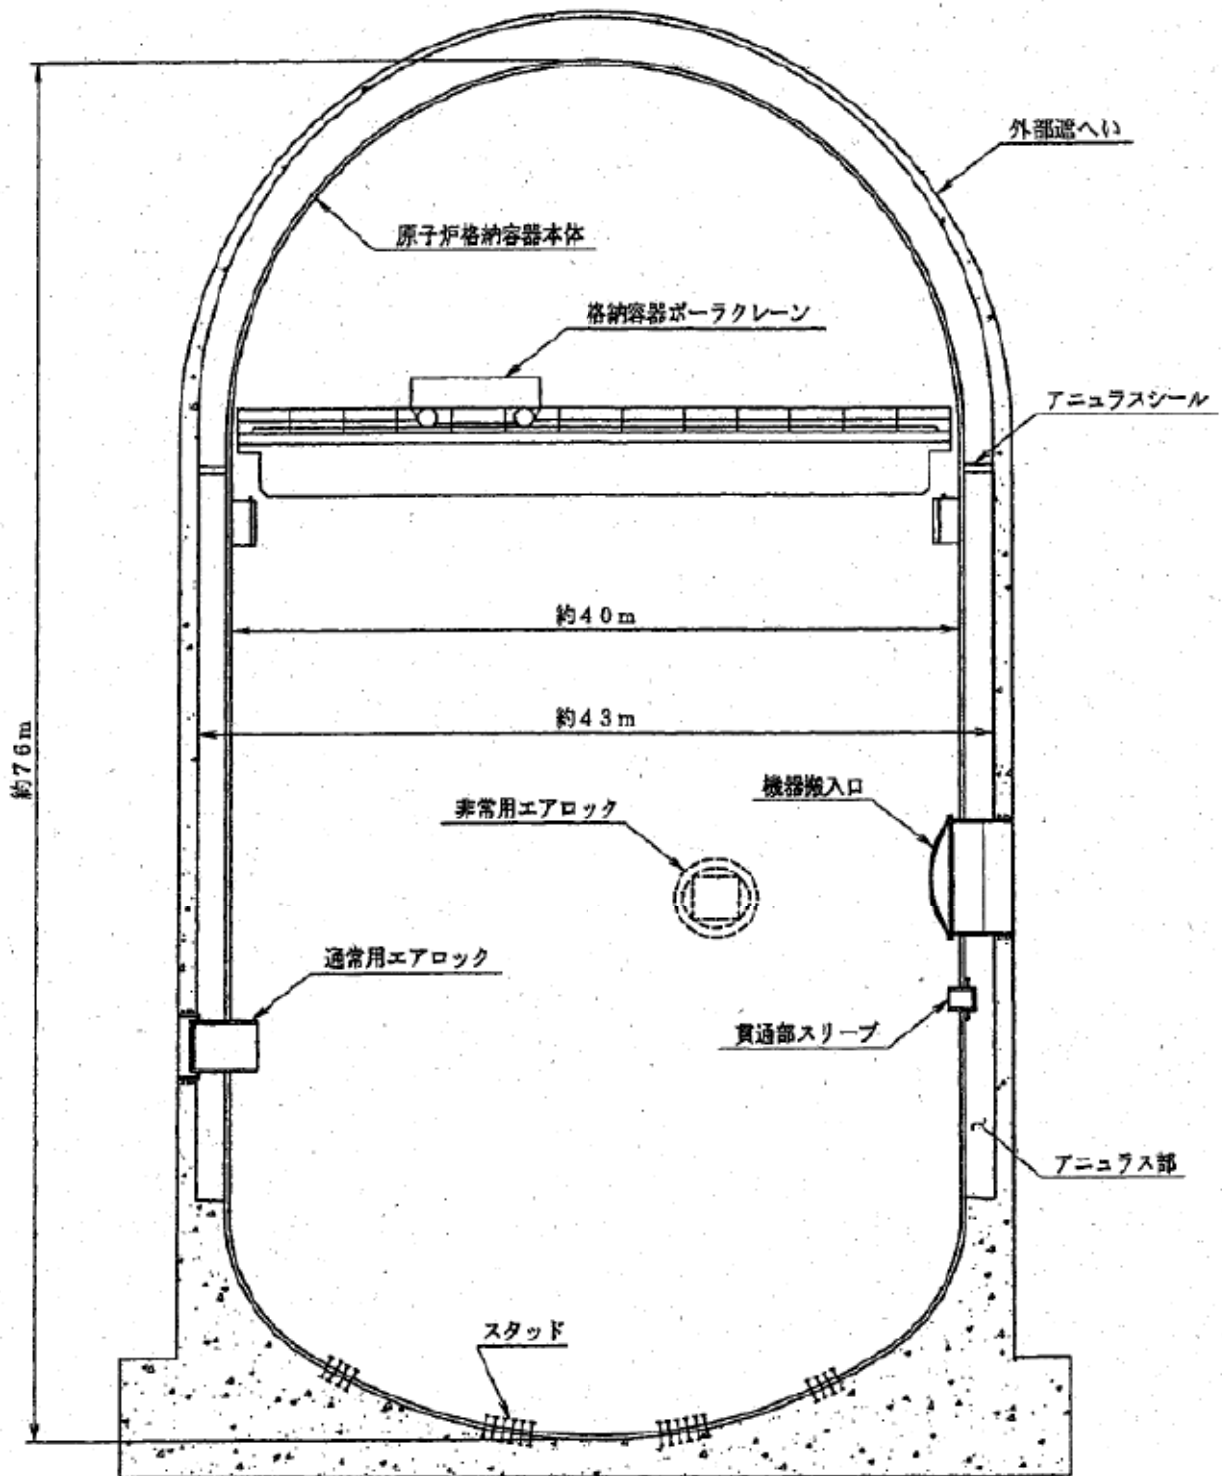 外部遮へい
原子炉格納容器本体
格納容器ポーラクレーン
アニュラスシール
約40m
約43m
約76m
機器搬入口
非常用エアロック
通常用エアロック
貫通部スリーブ
アニュラス部
スタッド